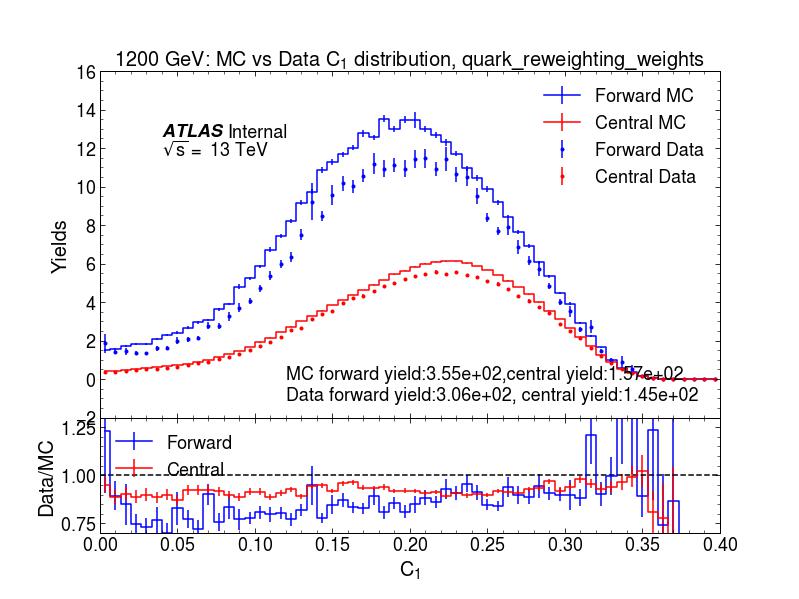 1200 GeV: MC vs Data C₁ distribution, quark_reweighting_weights
16
14
12
10
8
6
4
2
0
−2
Yields
ATLAS Internal
√s = 13 TeV
Forward MC
Central MC
Forward Data
Central Data
MC forward yield:3.55e+02,central yield:1.57e+02
Data forward yield:3.06e+02, central yield:1.45e+02
1.25
1.00
0.75
Data/MC
Forward
Central
0.00 0.05 0.10 0.15 0.20 0.25 0.30 0.35 0.40
C₁